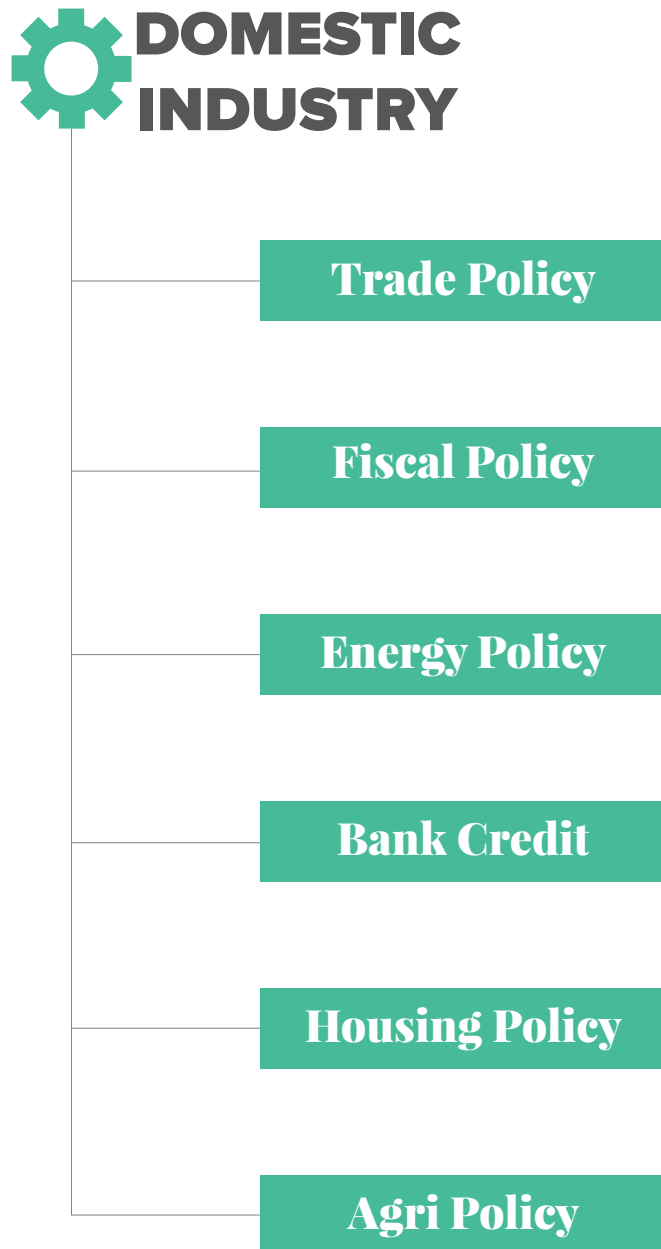 DOMESTIC
INDUSTRY
Trade Policy
Fiscal Policy
Energy Policy
Bank Credit
Housing Policy
Agri Policy